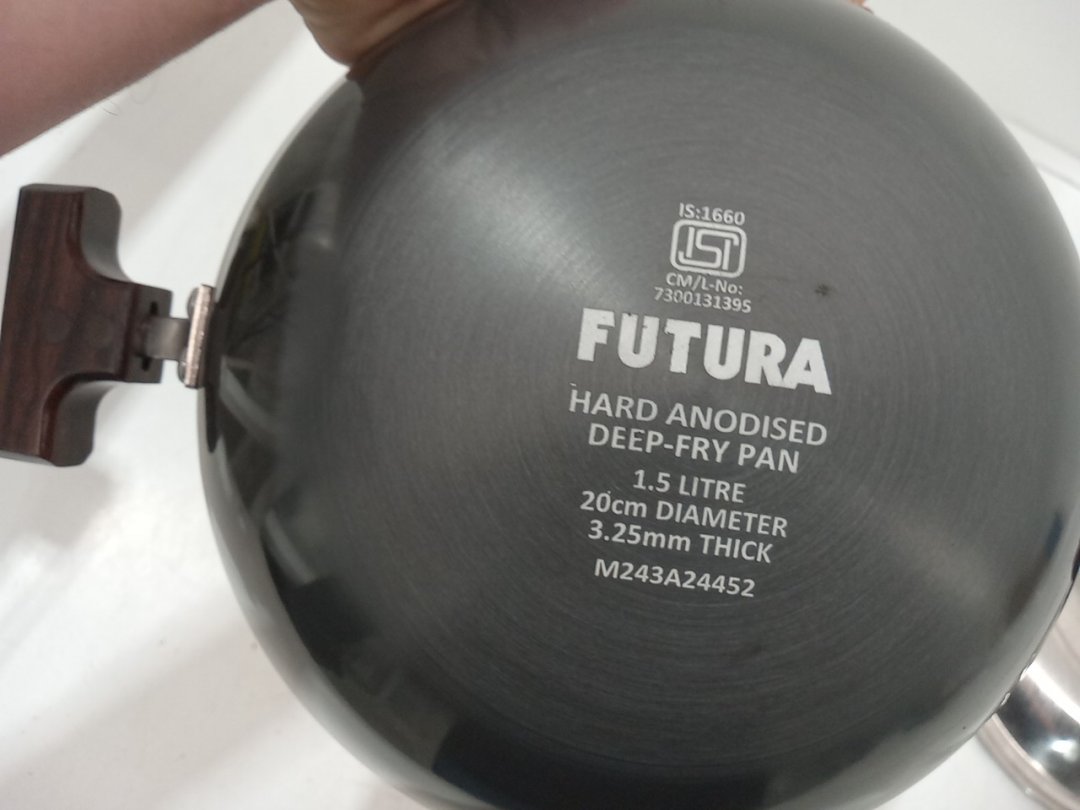 IS:1660
ISI
CM/L-No:
7300131395
FUTURA
HARD ANODISED
DEEP-FRY PAN
1.5 LITRE
20cm DIAMETER
3.25mm THICK
M243A24452